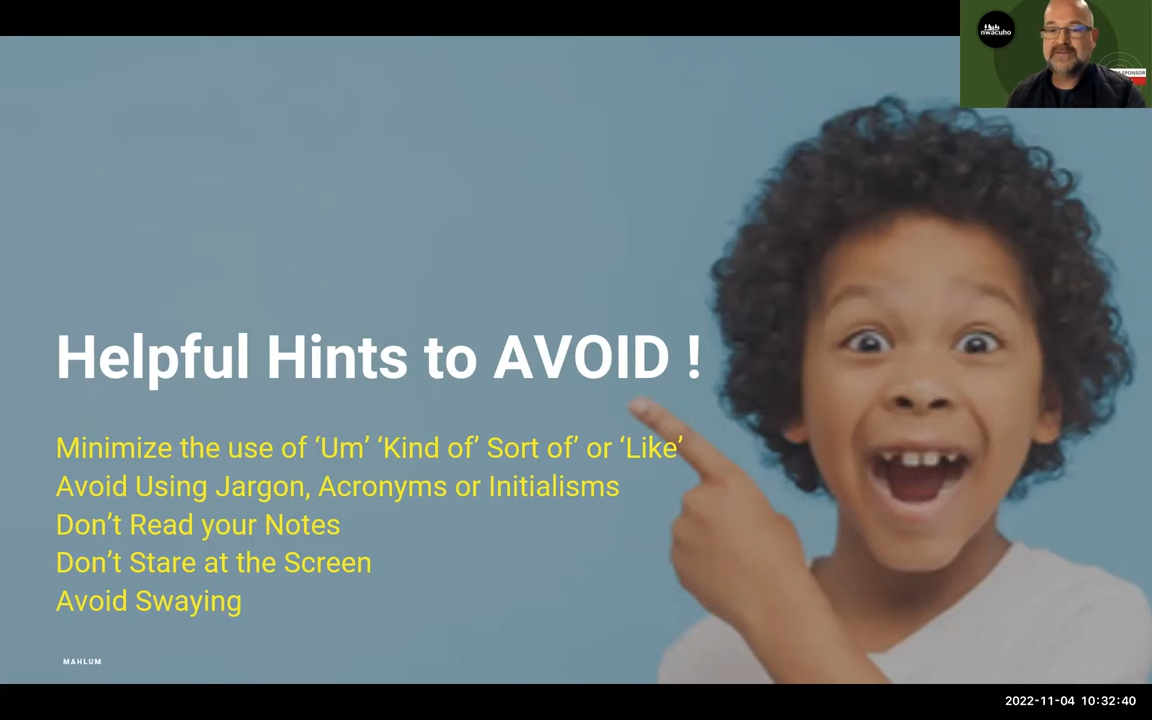 nwacuho
SPONSOR
Helpful Hints to AVOID !
Minimize the use of ‘Um’ ‘Kind of’ Sort of’ or ‘Like’
Avoid Using Jargon, Acronyms or Initialisms
Don’t Read your Notes
Don’t Stare at the Screen
Avoid Swaying
MAHLUM
2022-11-04 10:32:40